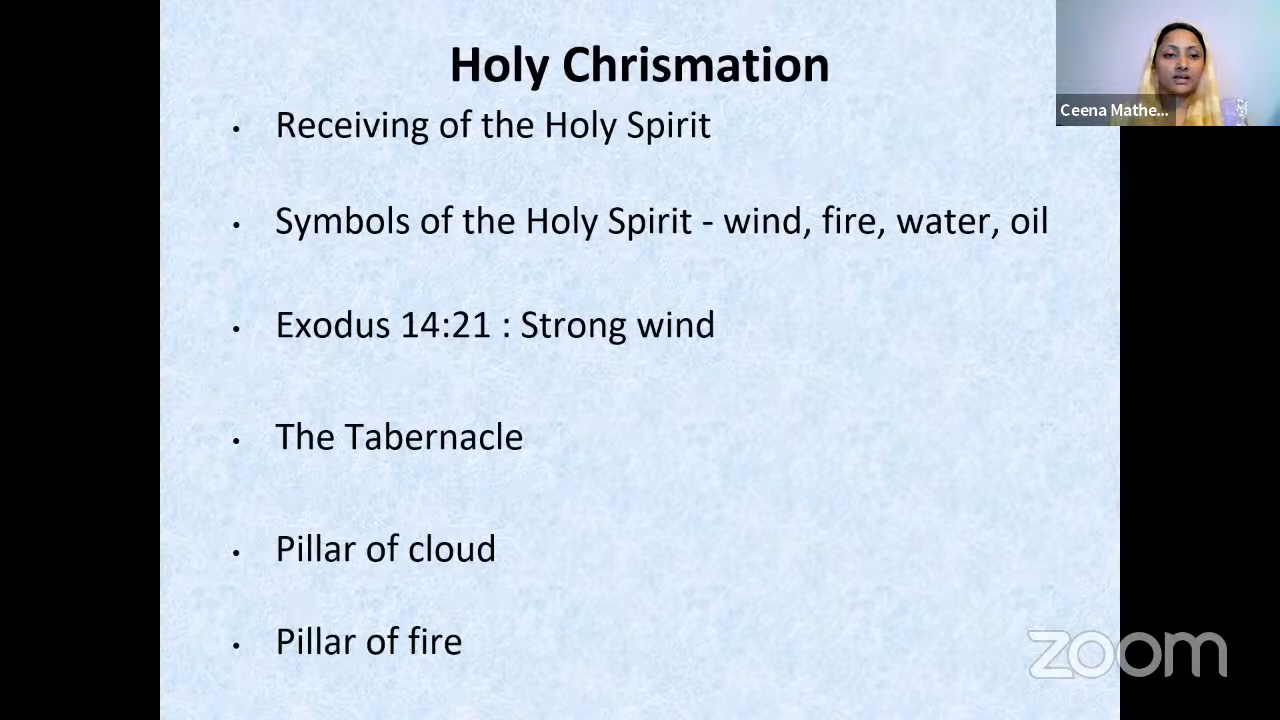 Holy Chrismation
• Receiving of the Holy Spirit
• Symbols of the Holy Spirit - wind, fire, water, oil
• Exodus 14:21 : Strong wind
• The Tabernacle
• Pillar of cloud
• Pillar of fire
Ceena Mathe...
zoom